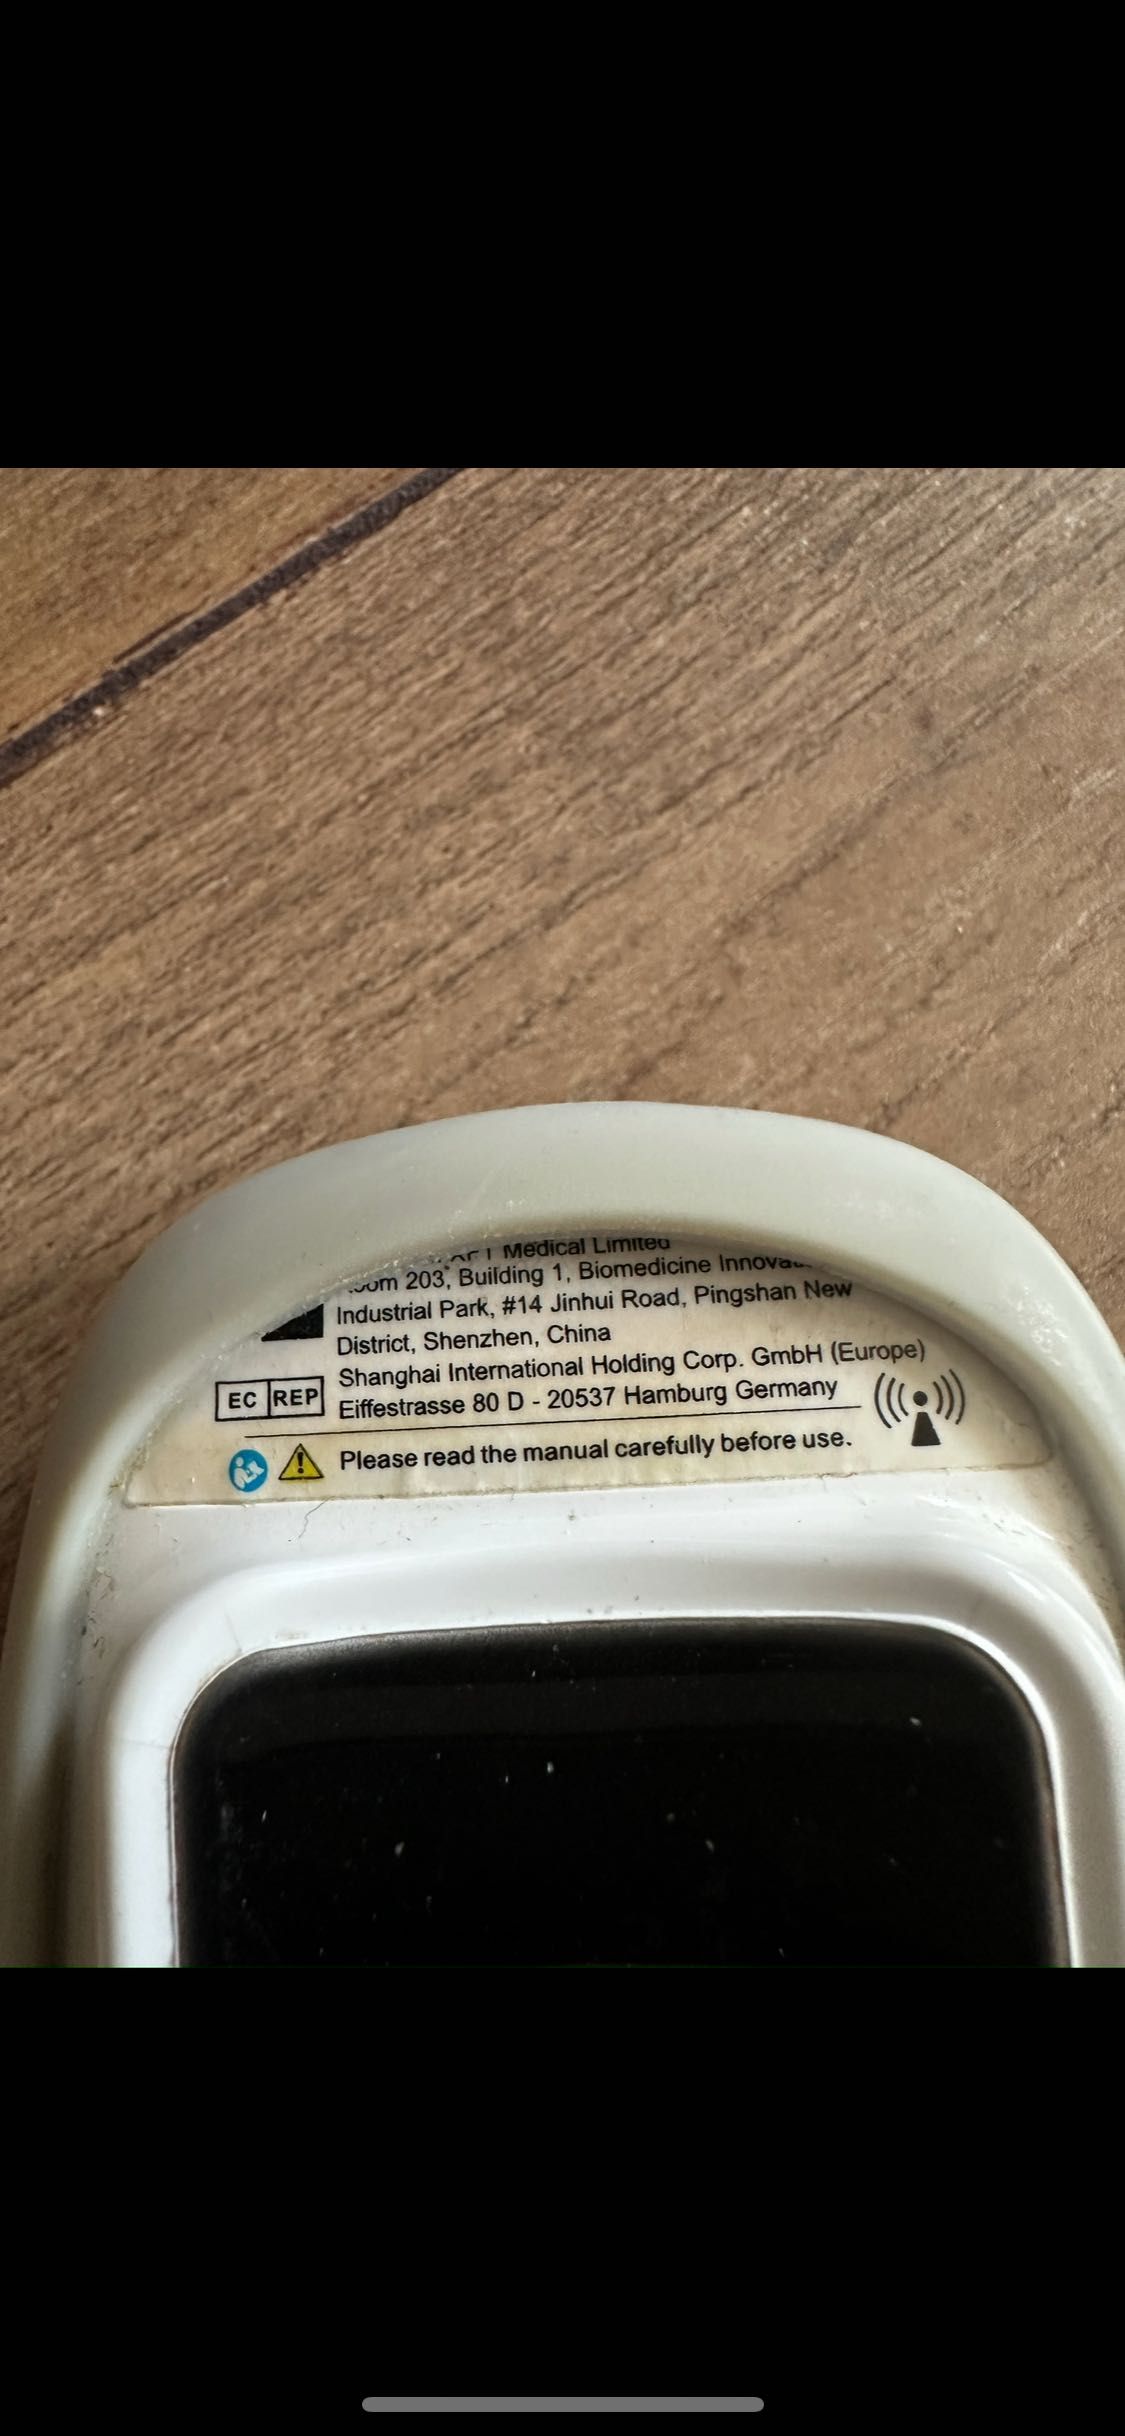 Medical Limited
203, Building 1, Biomedicine
Industrial Park, #14 Jinhui Road, Pingshan New
District, Shenzhen, China
Shanghai International Holding Corp. GmbH (Europe)
EC REP
Eiffestrasse 80 D - 20537 Hamburg Germany
Please read the manual carefully before use.